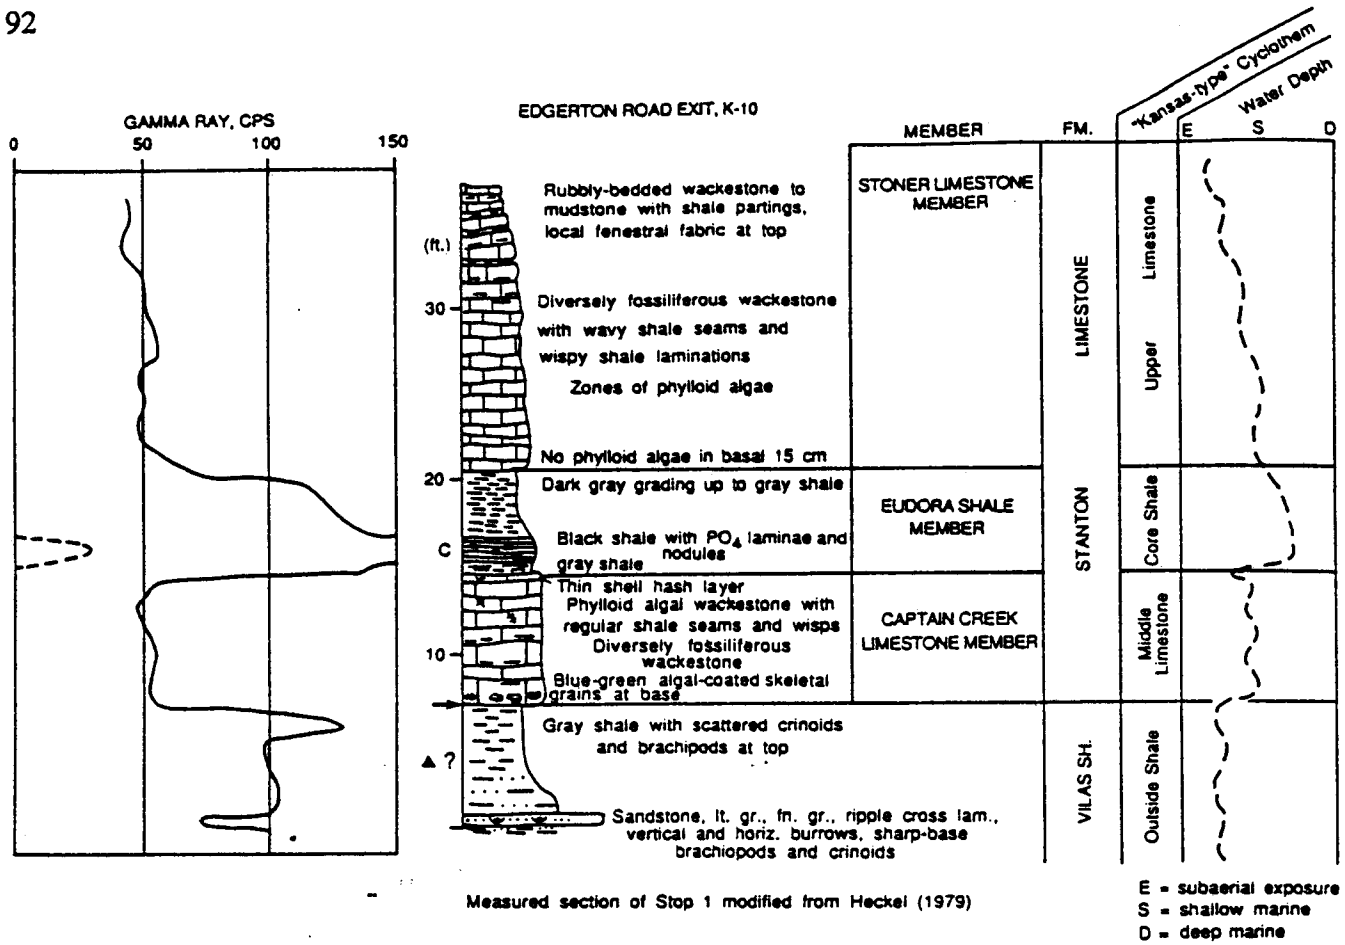 92
"Kansas-type" Cyclothem
Water Depth
E S D
GAMMA RAY, CPS
0 50 100 150
EDGERTON ROAD EXIT, K-10
MEMBER
FM.
(ft.)
30
20
C
10
▲ ?
Rubbly-bedded wackestone to
mudstone with shale partings,
local fenestral fabric at top
Diversely fossiliferous wackestone
with wavy shale seams and
wispy shale laminations
Zones of phylloid algae
No phylloid algae in basal 15 cm
Dark gray grading up to gray shale
Black shale with PO4 laminae and
nodules
gray shale
Thin shell hash layer
Phylloid algal wackestone with
regular shale seams and wisps
Diversely fossiliferous
wackestone
Blue-green algal-coated skeletal
grains at base
Gray shale with scattered crinoids
and brachipods at top
Sandstone, lt. gr., fn. gr., ripple cross lam.,
vertical and horiz. burrows, sharp-base
brachiopods and crinoids
STONER LIMESTONE
MEMBER
EUDORA SHALE
MEMBER
CAPTAIN CREEK
LIMESTONE MEMBER
STANTON LIMESTONE
VILAS SH.
Upper Limestone
Core Shale
Middle
Limestone
Outside Shale
Measured section of Stop 1 modified from Heckel (1979)
E = subaerial exposure
S = shallow marine
D = deep marine